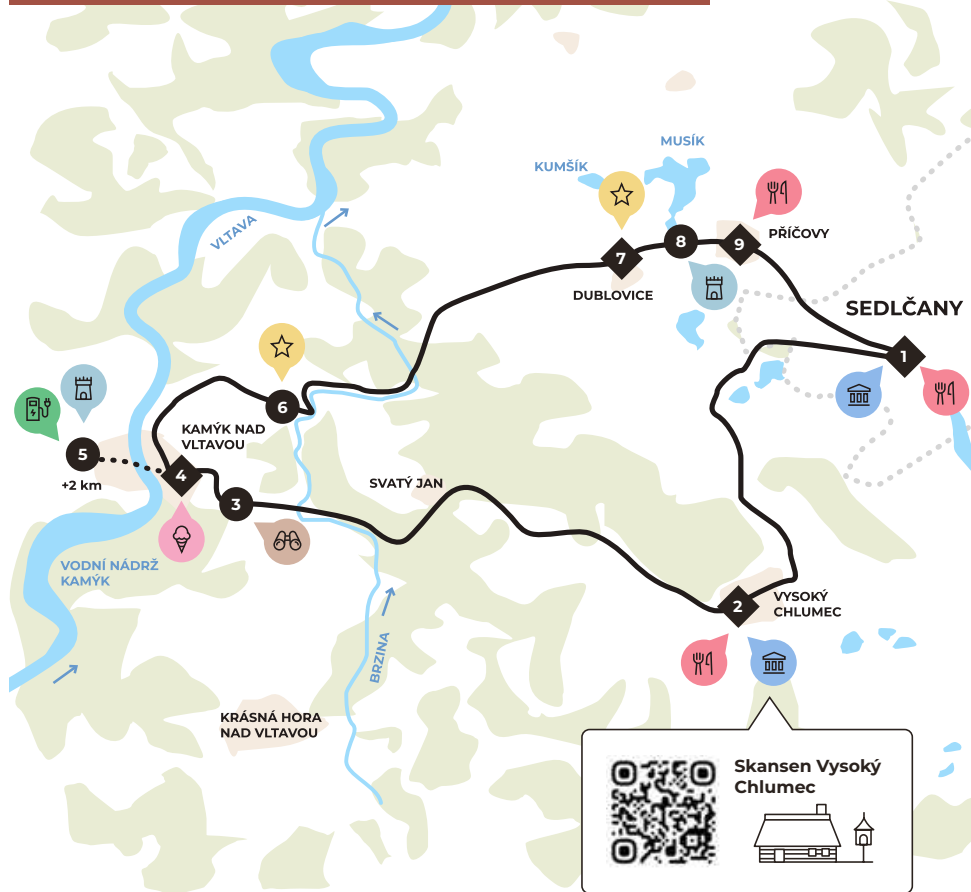 MUSÍK
KUMŠÍK
VLTAVA
9
PŘÍČOVY
8
7
DUBLOVICE
SEDLČANY
1
6
KAMÝK NAD
VLTAVOU
5
+2 km
4
3
SVATÝ JAN
VODNÍ NÁDRŽ
KAMÝK
2
VYSOKÝ
CHLUMEC
BRZINA
KRÁSNÁ HORA
NAD VLTAVOU
Skansen Vysoký
Chlumec